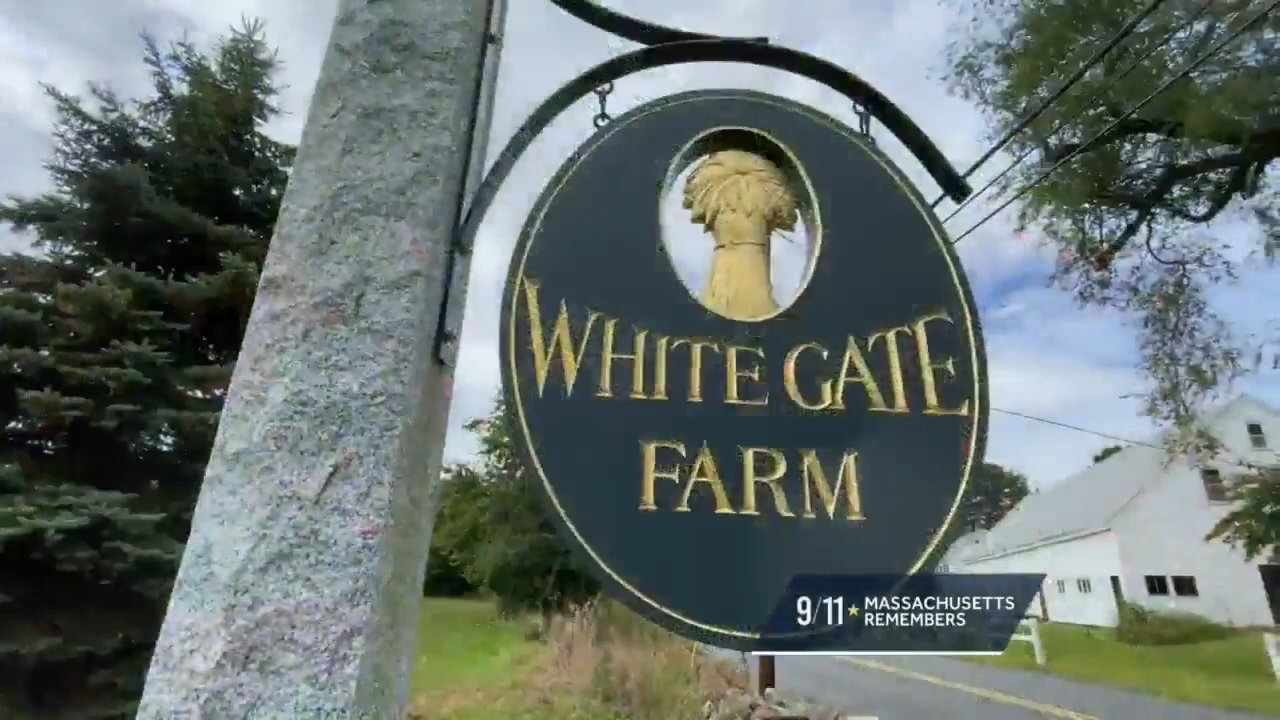 WHITE GATE
FARM
9/11 ★ MASSACHUSETTS
REMEMBERS